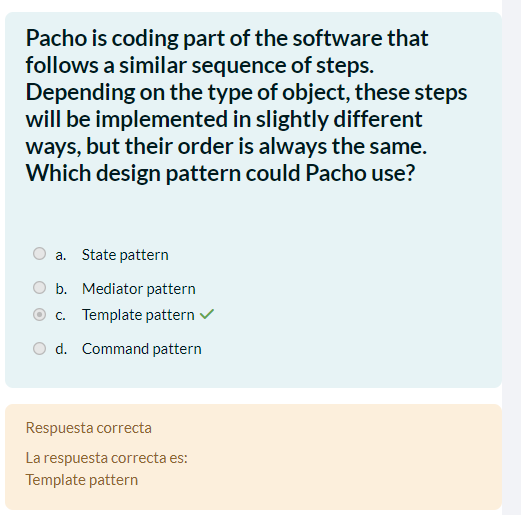 Pacho is coding part of the software that
follows a similar sequence of steps.
Depending on the type of object, these steps
will be implemented in slightly different
ways, but their order is always the same.
Which design pattern could Pacho use?
a. State pattern
b. Mediator pattern
c. Template pattern
d. Command pattern
Respuesta correcta
La respuesta correcta es:
Template pattern